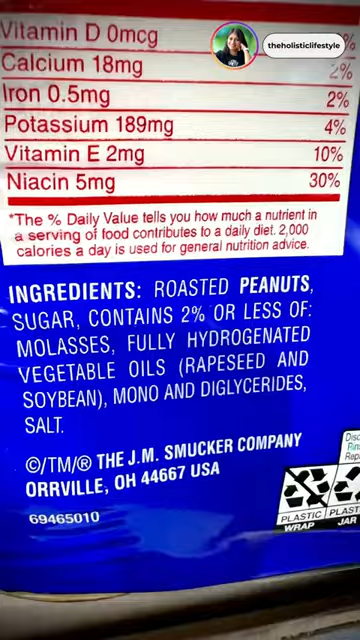 Vitamin D 0mcg %
theholisticlifestyle
Calcium 18mg 2%
Iron 0.5mg 2%
Potassium 189mg 4%
Vitamin E 2mg 10%
Niacin 5mg 30%
*The % Daily Value tells you how much a nutrient in
a serving of food contributes to a daily diet. 2,000
calories a day is used for general nutrition advice.
INGREDIENTS: ROASTED PEANUTS,
SUGAR, CONTAINS 2% OR LESS OF:
MOLASSES, FULLY HYDROGENATED
VEGETABLE OILS (RAPESEED AND
SOYBEAN), MONO AND DIGLYCERIDES,
SALT.
©/TM/® THE J.M. SMUCKER COMPANY
ORRVILLE, OH 44667 USA
69465010
PLASTIC
WRAP
PLAST
JAR